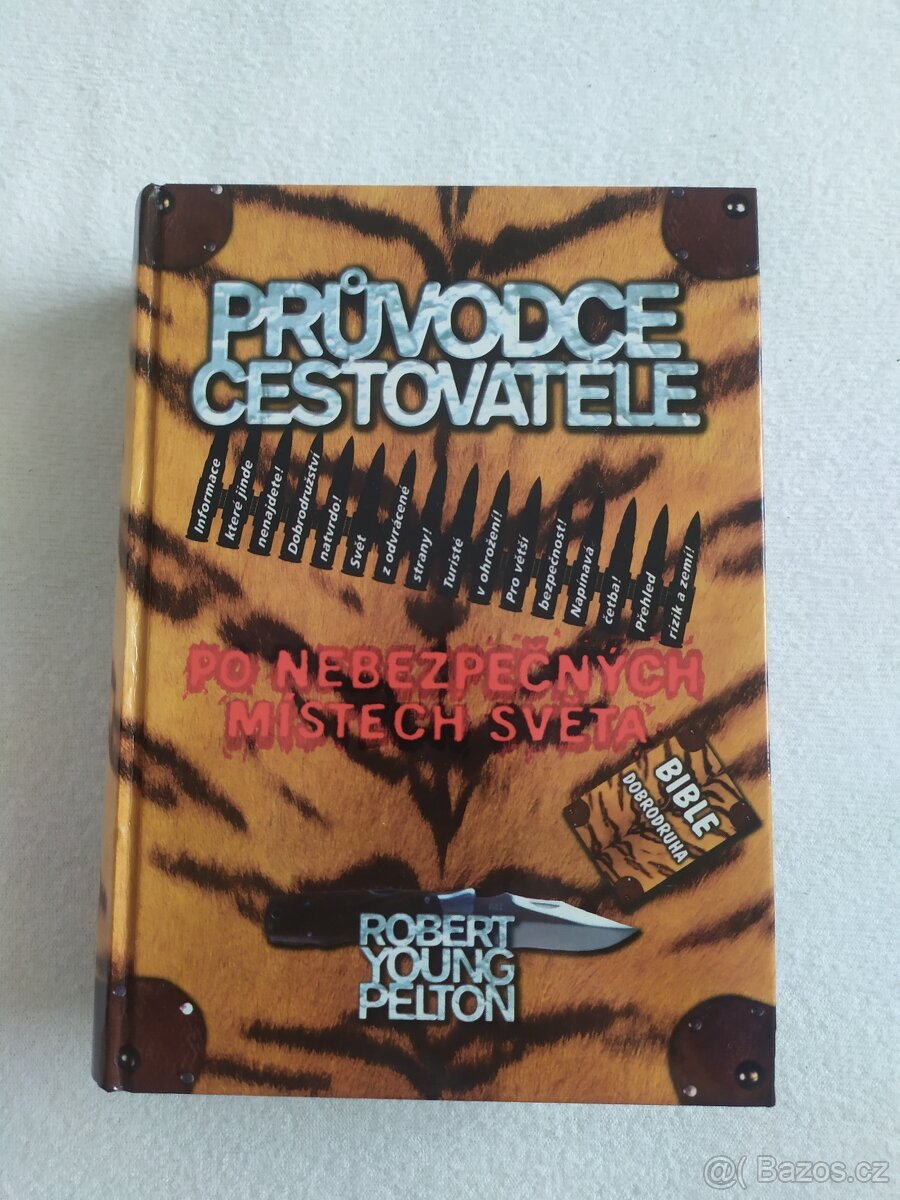 PRŮVODCE
CESTOVATELE
Informace
které jinde
nenajdete!
Dobrodružství
natvrdo!
Svět
z odvrácené
strany!
Turisté
v ohrožení!
Pro větší
bezpečnost!
Napínavá
četba!
Přehled
rizik a zemí!
PO NEBEZPEČNÝCH
MÍSTECH SVĚTA
BIBLE
DOBRODRUHA
ROBERT
YOUNG
PELTON
@( Bazos.cz